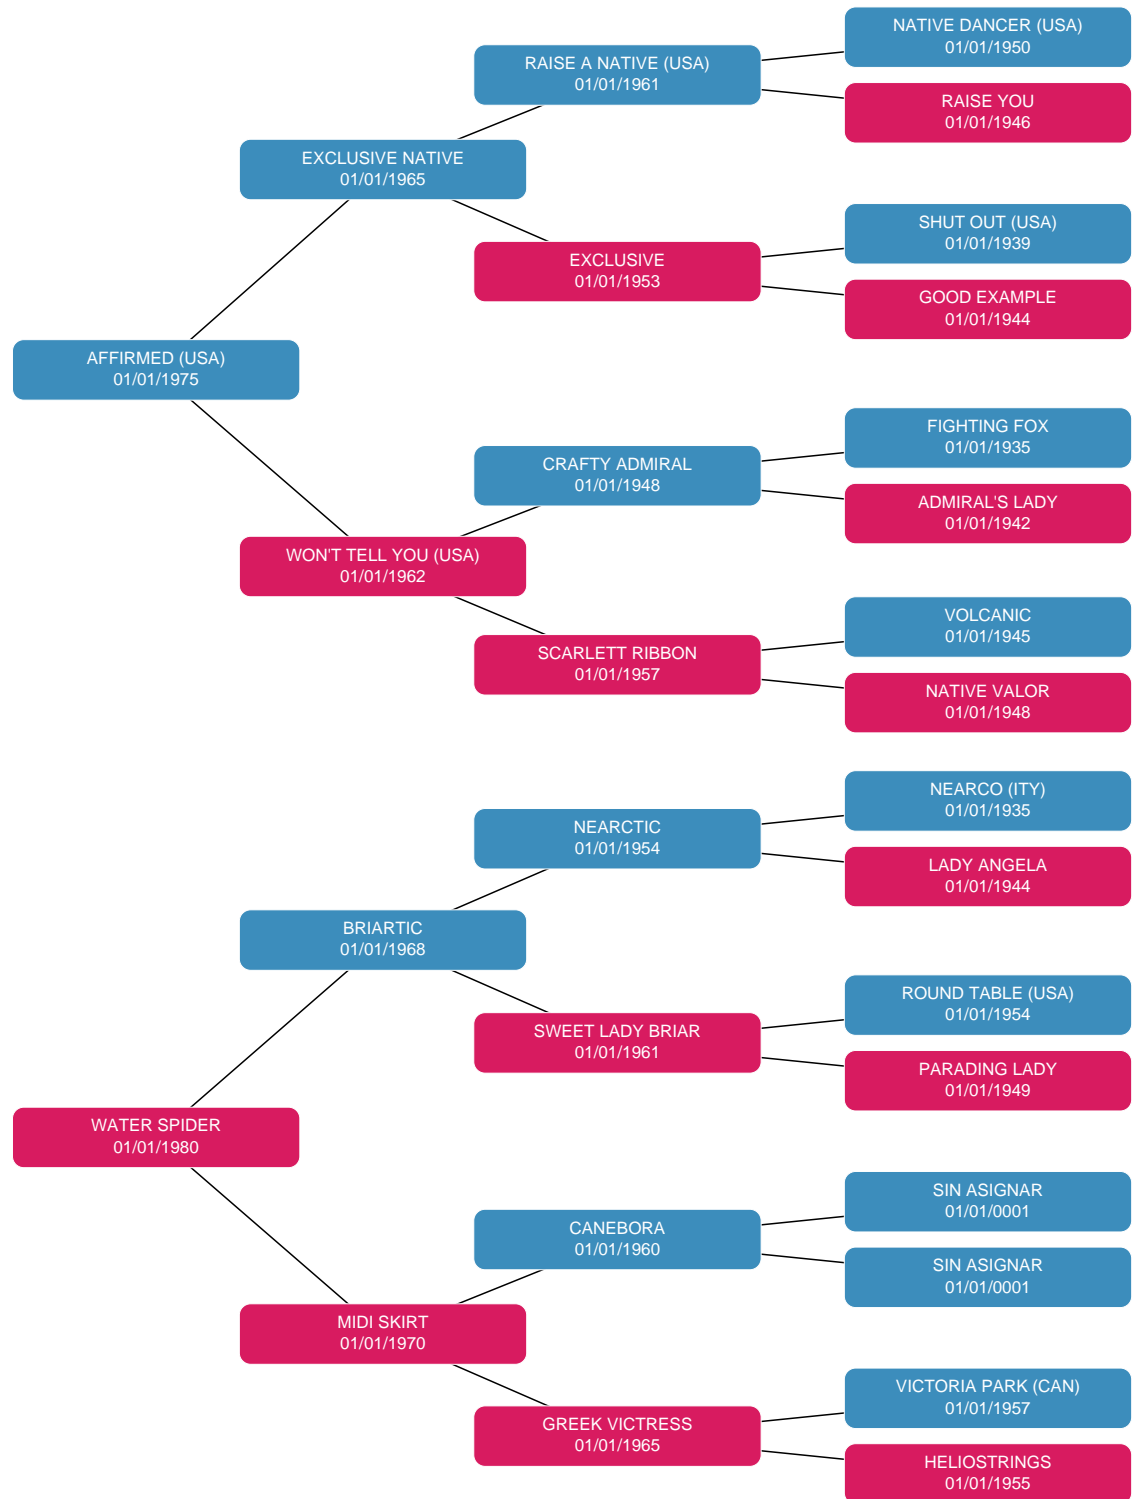 NATIVE DANCER (USA)
01/01/1950
RAISE A NATIVE (USA)
01/01/1961
RAISE YOU
01/01/1946
EXCLUSIVE NATIVE
01/01/1965
SHUT OUT (USA)
01/01/1939
EXCLUSIVE
01/01/1953
GOOD EXAMPLE
01/01/1944
AFFIRMED (USA)
01/01/1975
FIGHTING FOX
01/01/1935
CRAFTY ADMIRAL
01/01/1948
ADMIRAL'S LADY
01/01/1942
WON'T TELL YOU (USA)
01/01/1962
VOLCANIC
01/01/1945
SCARLETT RIBBON
01/01/1957
NATIVE VALOR
01/01/1948
NEARCO (ITY)
01/01/1935
NEARCTIC
01/01/1954
LADY ANGELA
01/01/1944
BRIARTIC
01/01/1968
ROUND TABLE (USA)
01/01/1954
SWEET LADY BRIAR
01/01/1961
PARADING LADY
01/01/1949
WATER SPIDER
01/01/1980
SIN ASIGNAR
01/01/0001
CANEBORA
01/01/1960
SIN ASIGNAR
01/01/0001
MIDI SKIRT
01/01/1970
VICTORIA PARK (CAN)
01/01/1957
GREEK VICTRESS
01/01/1965
HELIOSTRINGS
01/01/1955